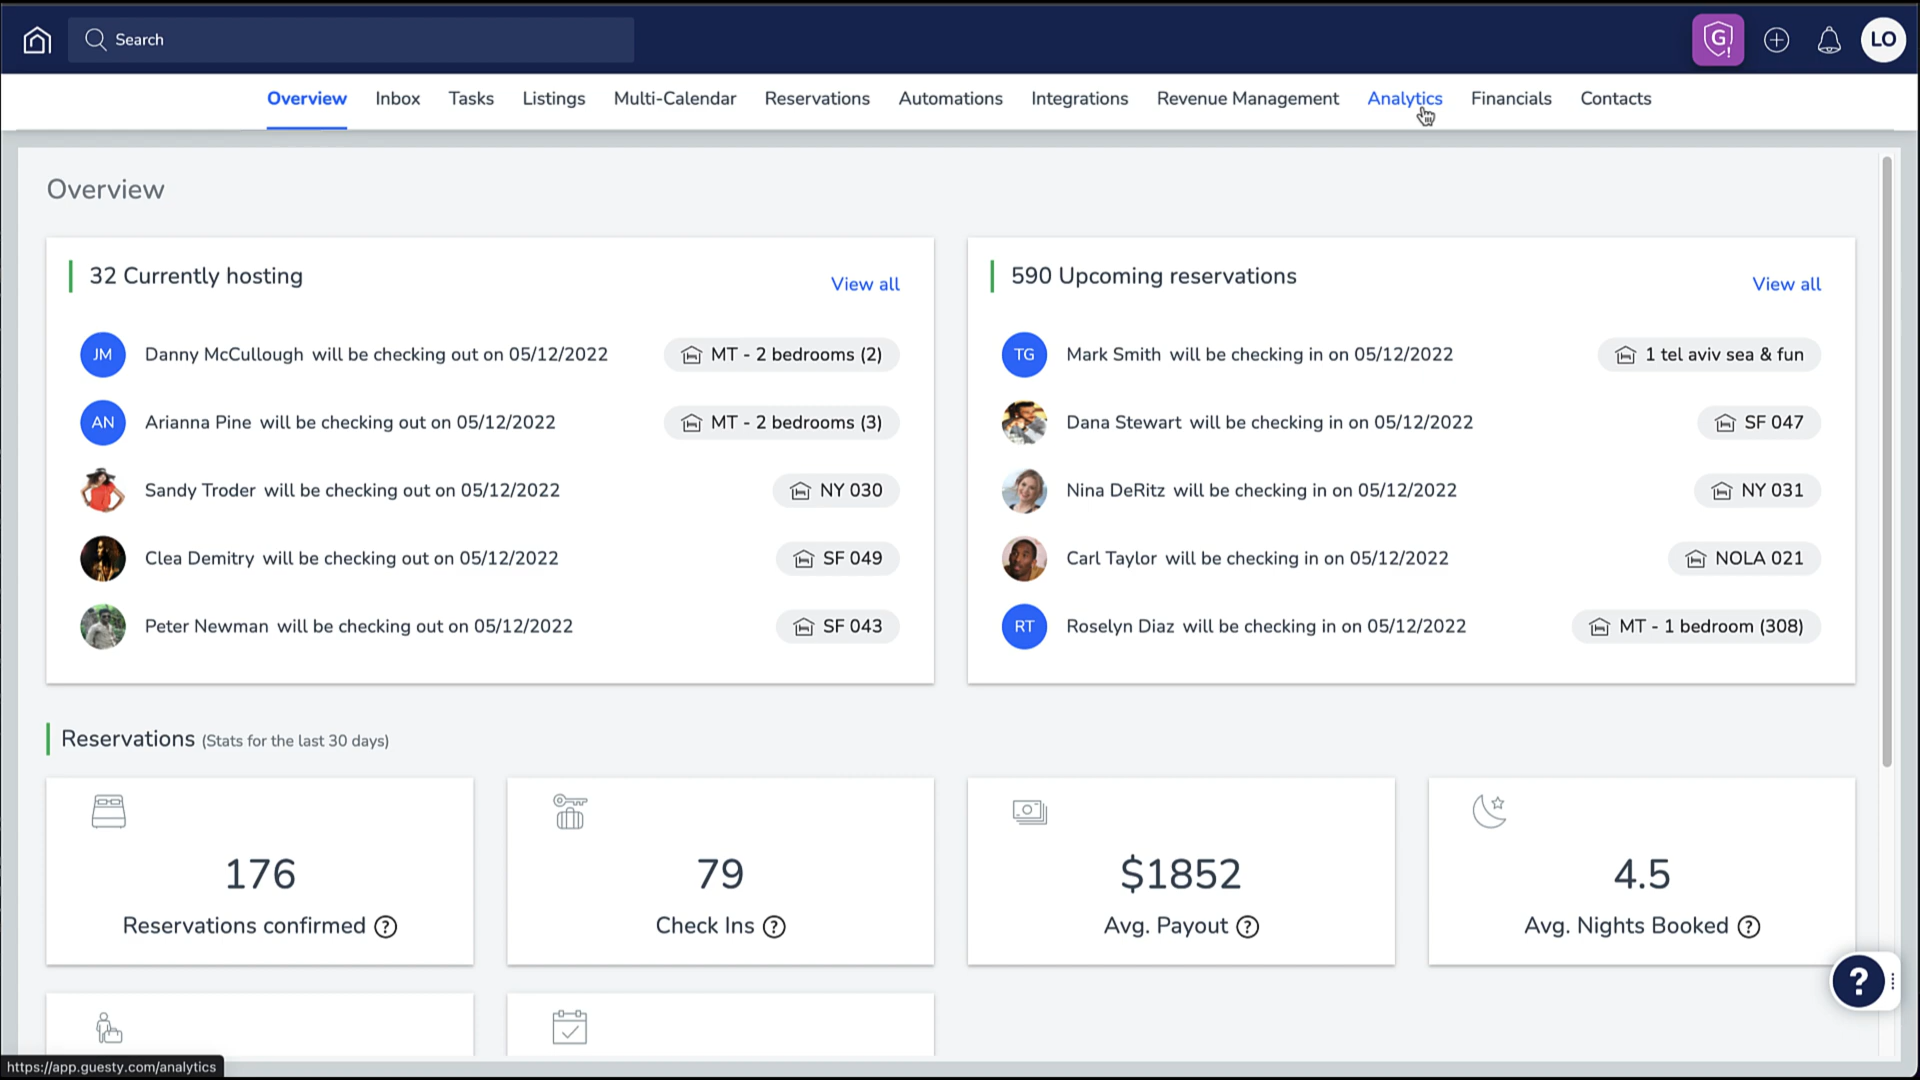 Search
G!
LO
Overview Inbox Tasks Listings Multi-Calendar Reservations Automations Integrations Revenue Management Analytics Financials Contacts
Overview
32 Currently hosting
View all
JM Danny McCullough will be checking out on 05/12/2022 MT - 2 bedrooms (2)
AN Arianna Pine will be checking out on 05/12/2022 MT - 2 bedrooms (3)
Sandy Troder will be checking out on 05/12/2022 NY 030
Clea Demitry will be checking out on 05/12/2022 SF 049
Peter Newman will be checking out on 05/12/2022 SF 043
590 Upcoming reservations
View all
TG Mark Smith will be checking in on 05/12/2022 1 tel aviv sea & fun
Dana Stewart will be checking in on 05/12/2022 SF 047
Nina DeRitz will be checking in on 05/12/2022 NY 031
Carl Taylor will be checking in on 05/12/2022 NOLA 021
RT Roselyn Diaz will be checking in on 05/12/2022 MT - 1 bedroom (308)
Reservations (Stats for the last 30 days)
176
Reservations confirmed ?
79
Check Ins ?
$1852
Avg. Payout ?
4.5
Avg. Nights Booked ?
?
https://app.guesty.com/analytics